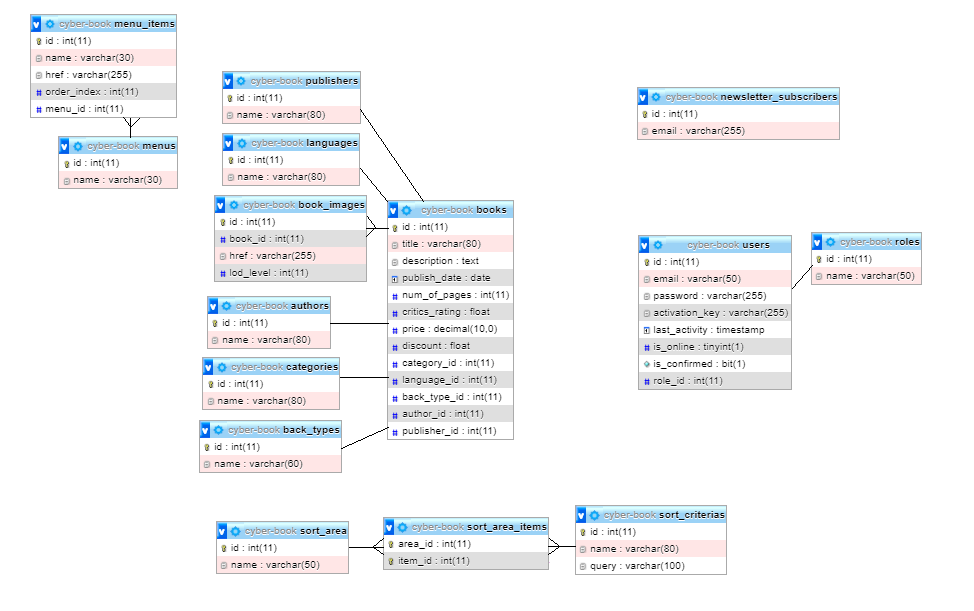 cyber-book menu_items
id : int(11)
name : varchar(30)
href : varchar(255)
order_index : int(11)
menu_id : int(11)
cyber-book menus
id : int(11)
name : varchar(30)
cyber-book publishers
id : int(11)
name : varchar(80)
cyber-book languages
id : int(11)
name : varchar(80)
cyber-book book_images
id : int(11)
book_id : int(11)
href : varchar(255)
lod_level : int(11)
cyber-book authors
id : int(11)
name : varchar(80)
cyber-book categories
id : int(11)
name : varchar(80)
cyber-book back_types
id : int(11)
name : varchar(60)
cyber-book books
id : int(11)
title : varchar(80)
description : text
publish_date : date
num_of_pages : int(11)
critics_rating : float
price : decimal(10,0)
discount : float
category_id : int(11)
language_id : int(11)
back_type_id : int(11)
author_id : int(11)
publisher_id : int(11)
cyber-book newsletter_subscribers
id : int(11)
email : varchar(255)
cyber-book users
id : int(11)
email : varchar(50)
password : varchar(255)
activation_key : varchar(255)
last_activity : timestamp
is_online : tinyint(1)
is_confirmed : bit(1)
role_id : int(11)
cyber-book roles
id : int(11)
name : varchar(50)
cyber-book sort_area
id : int(11)
name : varchar(50)
cyber-book sort_area_items
area_id : int(11)
item_id : int(11)
cyber-book sort_criterias
id : int(11)
name : varchar(80)
query : varchar(100)